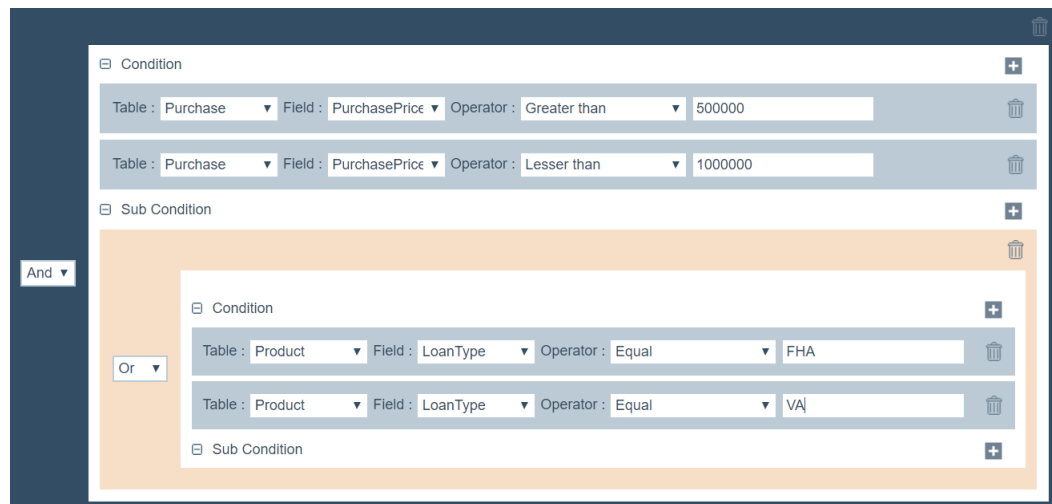 Condition
Table : Purchase Field : PurchasePrice Operator : Greater than 500000
Table : Purchase Field : PurchasePrice Operator : Lesser than 1000000
Sub Condition
And
Condition
Table : Product Field : LoanType Operator : Equal FHA
Or
Table : Product Field : LoanType Operator : Equal VA
Sub Condition